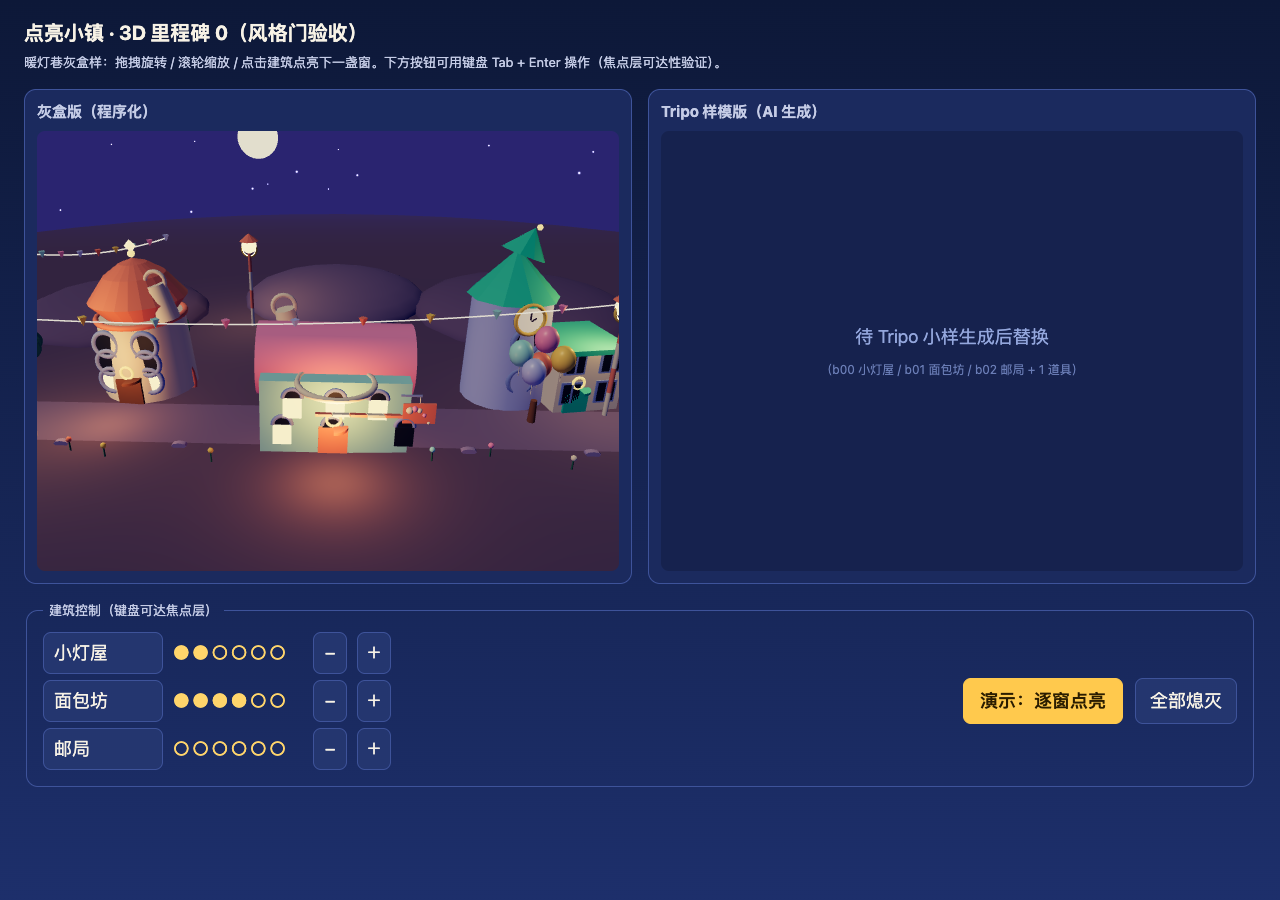 点亮小镇 · 3D 里程碑 0（风格门验收）
暖灯巷灰盒样：拖拽旋转 / 滚轮缩放 / 点击建筑点亮下一盏窗。下方按钮可用键盘 Tab + Enter 操作（焦点层可达性验证）。
灰盒版（程序化）
Tripo 样模版（AI 生成）
待 Tripo 小样生成后替换
（b00 小灯屋 / b01 面包坊 / b02 邮局 + 1 道具）
建筑控制（键盘可达焦点层）
小灯屋 − +
面包坊 − +
邮局 − +
演示：逐窗点亮 全部熄灭